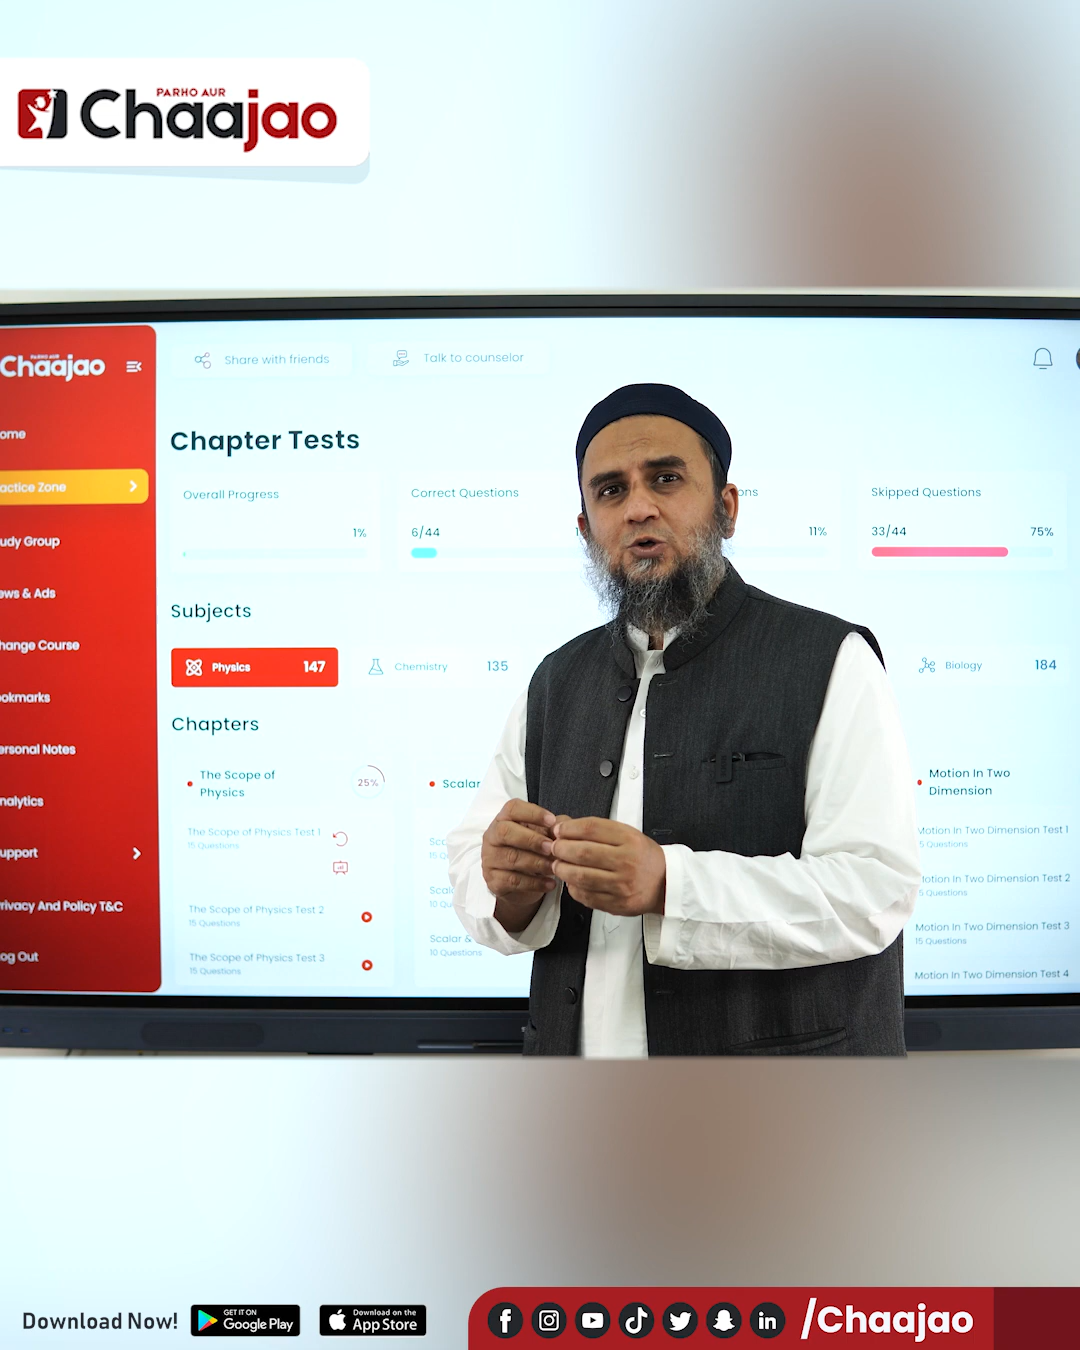 PARHO AUR
Chaajao
PARHO AUR
Chaajao
Share with friends
Talk to counselor
ome
actice Zone
udy Group
ews & Ads
hange Course
okmarks
ersonal Notes
nalytics
upport
rivacy And Policy T&C
og Out
Chapter Tests
Overall Progress
1%
Correct Questions
6/44
ons
11%
Skipped Questions
33/44
75%
Subjects
Physics 147
Chemistry 135
Biology 184
Chapters
The Scope of
Physics
25%
The Scope of Physics Test 1
15 Questions
The Scope of Physics Test 2
15 Questions
The Scope of Physics Test 3
15 Questions
Scalar
Scalar &
10 Questions
Motion In Two
Dimension
Motion In Two Dimension Test 1
5 Questions
Motion In Two Dimension Test 2
5 Questions
Motion In Two Dimension Test 3
15 Questions
Motion In Two Dimension Test 4
Download Now!
GET IT ON
Google Play
Download on the
App Store
/Chaajao